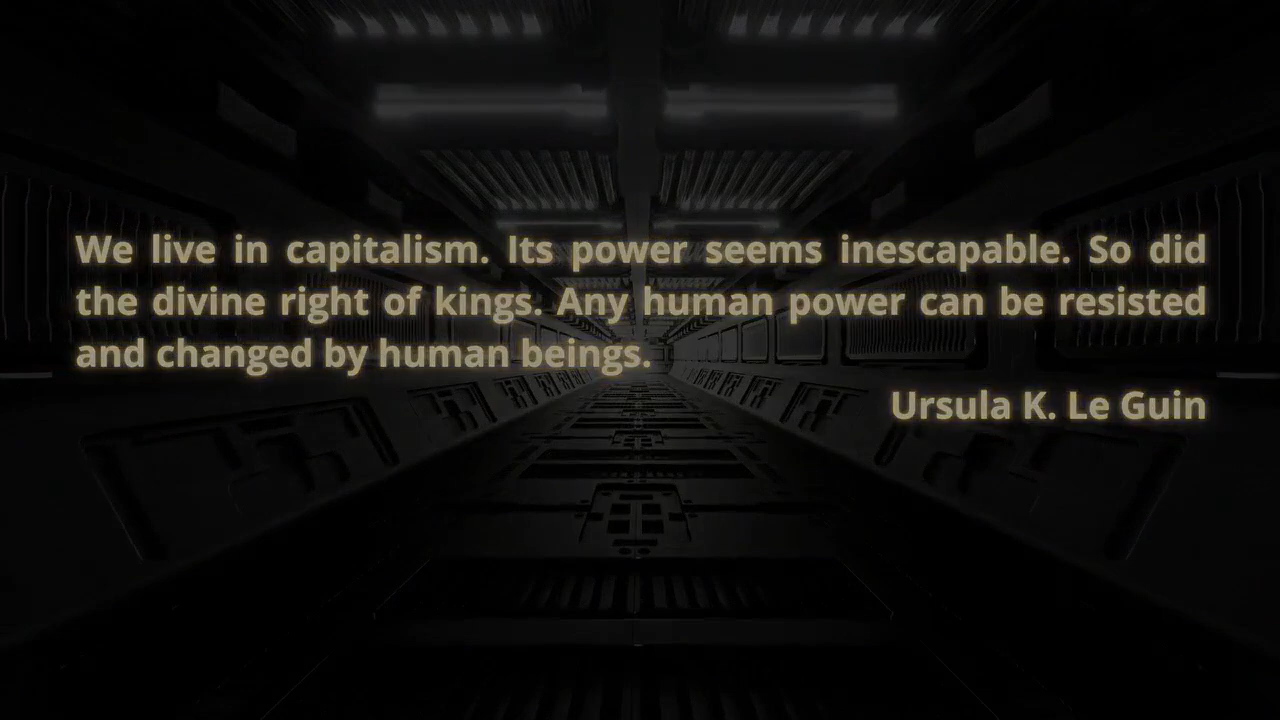 We live in capitalism. Its power seems inescapable. So did
the divine right of kings. Any human power can be resisted
and changed by human beings.
Ursula K. Le Guin